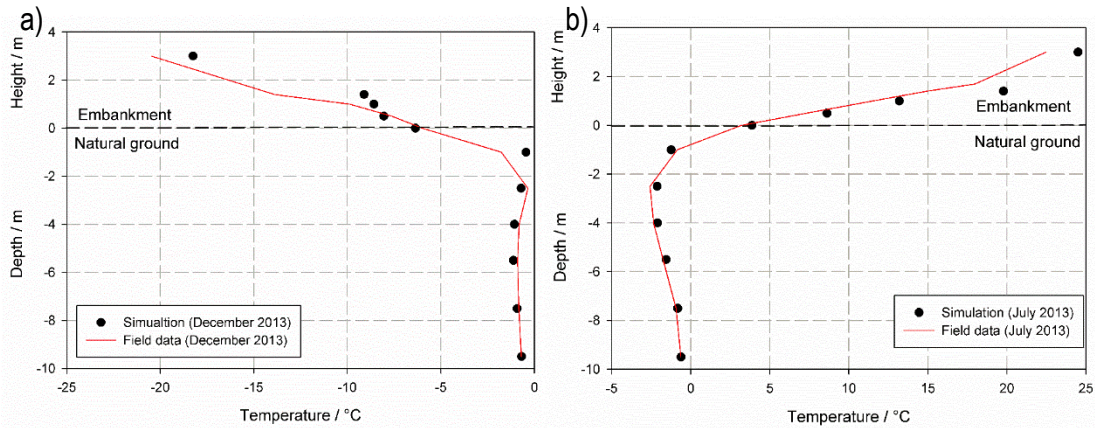 a)
Height / m
Depth / m
4
2
0
-2
-4
-6
-8
-10
Embankment
Natural ground
Simualtion (December 2013)
Field data (December 2013)
-25
-20
-15
-10
-5
0
Temperature / °C
b)
Height / m
Depth / m
4
2
0
-2
-4
-6
-8
-10
Embankment
Natural ground
Simulation (July 2013)
Field data (July 2013)
-5
0
5
10
15
20
25
Temperature / °C